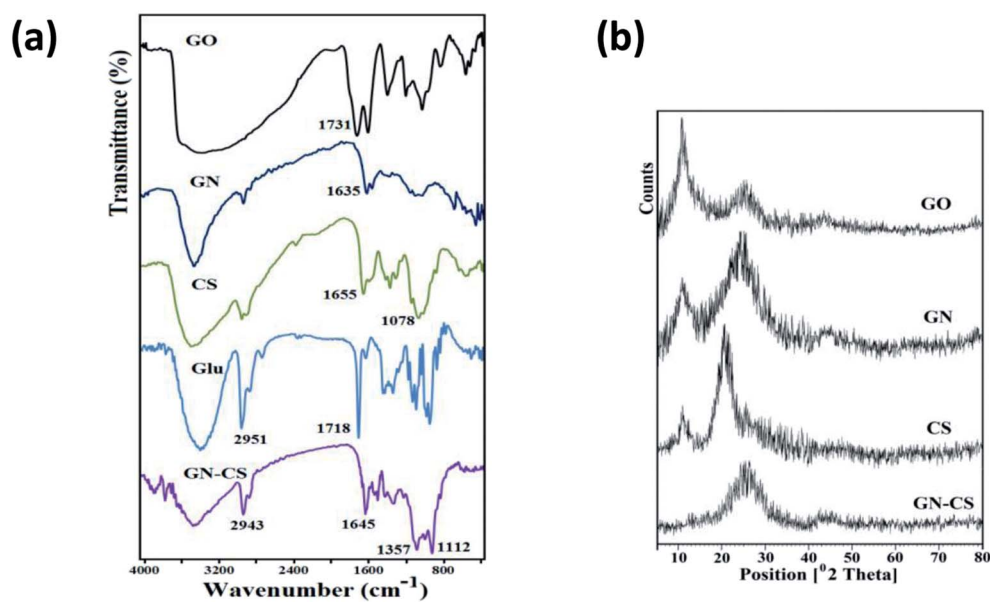 (a)
GO
1731
GN
1635
CS
1655
1078
Glu
2951
1718
GN-CS
2943
1645
1357
1112
Transmittance (%)
4000
3200
2400
1600
800
Wavenumber (cm⁻¹)
(b)
GO
GN
CS
GN-CS
Counts
10
20
30
40
50
60
70
80
Position [⁰2 Theta]